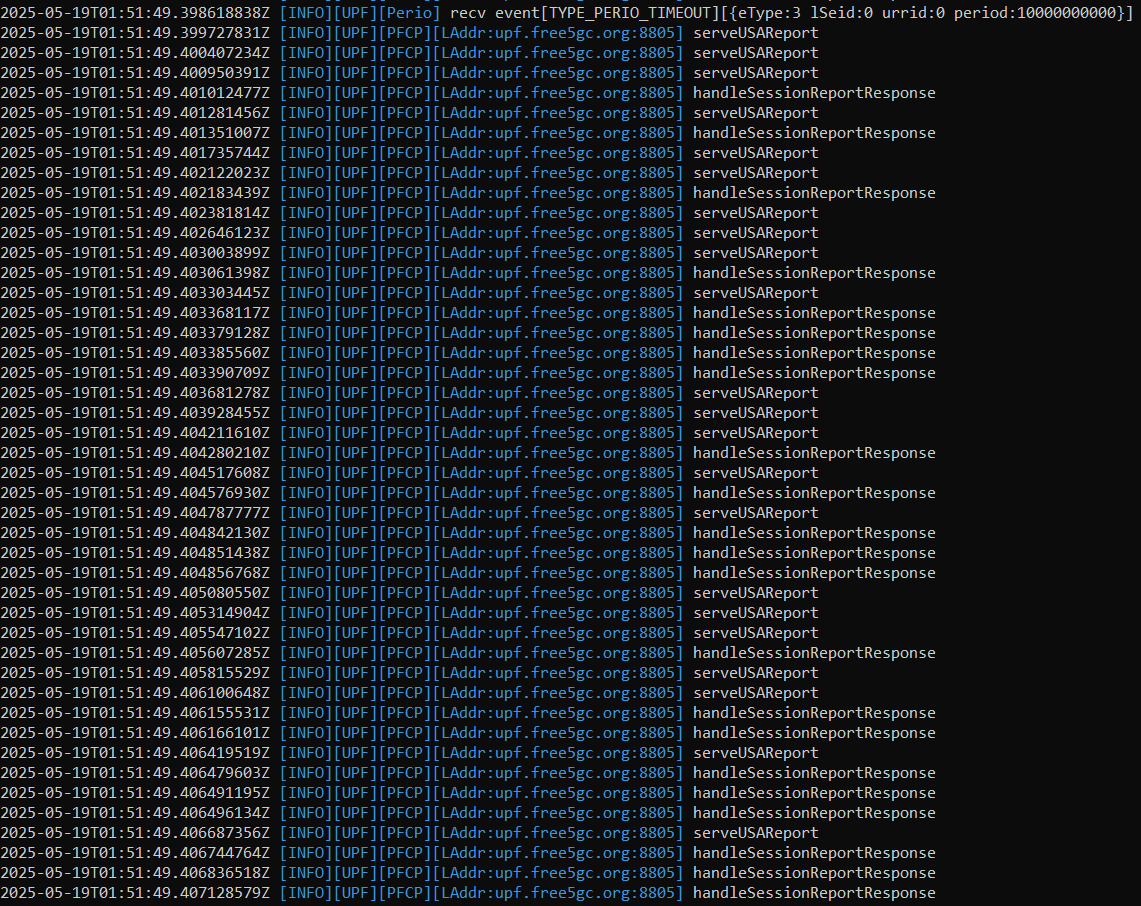 2025-05-19T01:51:49.398618838Z [INFO][UPF][Perio] recv event[TYPE_PERIO_TIMEOUT][{eType:3 lSeid:0 urrid:0 period:10000000000}]
2025-05-19T01:51:49.399727831Z [INFO][UPF][PFCP][LAddr:upf.free5gc.org:8805] serveUSAReport
2025-05-19T01:51:49.400407234Z [INFO][UPF][PFCP][LAddr:upf.free5gc.org:8805] serveUSAReport
2025-05-19T01:51:49.400950391Z [INFO][UPF][PFCP][LAddr:upf.free5gc.org:8805] serveUSAReport
2025-05-19T01:51:49.401012477Z [INFO][UPF][PFCP][LAddr:upf.free5gc.org:8805] handleSessionReportResponse
2025-05-19T01:51:49.401281456Z [INFO][UPF][PFCP][LAddr:upf.free5gc.org:8805] serveUSAReport
2025-05-19T01:51:49.401351007Z [INFO][UPF][PFCP][LAddr:upf.free5gc.org:8805] handleSessionReportResponse
2025-05-19T01:51:49.401735744Z [INFO][UPF][PFCP][LAddr:upf.free5gc.org:8805] serveUSAReport
2025-05-19T01:51:49.402122023Z [INFO][UPF][PFCP][LAddr:upf.free5gc.org:8805] serveUSAReport
2025-05-19T01:51:49.402183439Z [INFO][UPF][PFCP][LAddr:upf.free5gc.org:8805] handleSessionReportResponse
2025-05-19T01:51:49.402381814Z [INFO][UPF][PFCP][LAddr:upf.free5gc.org:8805] serveUSAReport
2025-05-19T01:51:49.402646123Z [INFO][UPF][PFCP][LAddr:upf.free5gc.org:8805] serveUSAReport
2025-05-19T01:51:49.403003899Z [INFO][UPF][PFCP][LAddr:upf.free5gc.org:8805] serveUSAReport
2025-05-19T01:51:49.403061398Z [INFO][UPF][PFCP][LAddr:upf.free5gc.org:8805] handleSessionReportResponse
2025-05-19T01:51:49.403303445Z [INFO][UPF][PFCP][LAddr:upf.free5gc.org:8805] serveUSAReport
2025-05-19T01:51:49.403368117Z [INFO][UPF][PFCP][LAddr:upf.free5gc.org:8805] handleSessionReportResponse
2025-05-19T01:51:49.403379128Z [INFO][UPF][PFCP][LAddr:upf.free5gc.org:8805] handleSessionReportResponse
2025-05-19T01:51:49.403385560Z [INFO][UPF][PFCP][LAddr:upf.free5gc.org:8805] handleSessionReportResponse
2025-05-19T01:51:49.403390709Z [INFO][UPF][PFCP][LAddr:upf.free5gc.org:8805] handleSessionReportResponse
2025-05-19T01:51:49.403681278Z [INFO][UPF][PFCP][LAddr:upf.free5gc.org:8805] serveUSAReport
2025-05-19T01:51:49.403928455Z [INFO][UPF][PFCP][LAddr:upf.free5gc.org:8805] serveUSAReport
2025-05-19T01:51:49.404211610Z [INFO][UPF][PFCP][LAddr:upf.free5gc.org:8805] serveUSAReport
2025-05-19T01:51:49.404280210Z [INFO][UPF][PFCP][LAddr:upf.free5gc.org:8805] handleSessionReportResponse
2025-05-19T01:51:49.404517608Z [INFO][UPF][PFCP][LAddr:upf.free5gc.org:8805] serveUSAReport
2025-05-19T01:51:49.404576930Z [INFO][UPF][PFCP][LAddr:upf.free5gc.org:8805] handleSessionReportResponse
2025-05-19T01:51:49.404787777Z [INFO][UPF][PFCP][LAddr:upf.free5gc.org:8805] serveUSAReport
2025-05-19T01:51:49.404842130Z [INFO][UPF][PFCP][LAddr:upf.free5gc.org:8805] handleSessionReportResponse
2025-05-19T01:51:49.404851438Z [INFO][UPF][PFCP][LAddr:upf.free5gc.org:8805] handleSessionReportResponse
2025-05-19T01:51:49.404856768Z [INFO][UPF][PFCP][LAddr:upf.free5gc.org:8805] handleSessionReportResponse
2025-05-19T01:51:49.405080550Z [INFO][UPF][PFCP][LAddr:upf.free5gc.org:8805] serveUSAReport
2025-05-19T01:51:49.405314904Z [INFO][UPF][PFCP][LAddr:upf.free5gc.org:8805] serveUSAReport
2025-05-19T01:51:49.405547102Z [INFO][UPF][PFCP][LAddr:upf.free5gc.org:8805] serveUSAReport
2025-05-19T01:51:49.405607285Z [INFO][UPF][PFCP][LAddr:upf.free5gc.org:8805] handleSessionReportResponse
2025-05-19T01:51:49.405815529Z [INFO][UPF][PFCP][LAddr:upf.free5gc.org:8805] serveUSAReport
2025-05-19T01:51:49.406100648Z [INFO][UPF][PFCP][LAddr:upf.free5gc.org:8805] serveUSAReport
2025-05-19T01:51:49.406155531Z [INFO][UPF][PFCP][LAddr:upf.free5gc.org:8805] handleSessionReportResponse
2025-05-19T01:51:49.406166101Z [INFO][UPF][PFCP][LAddr:upf.free5gc.org:8805] handleSessionReportResponse
2025-05-19T01:51:49.406419519Z [INFO][UPF][PFCP][LAddr:upf.free5gc.org:8805] serveUSAReport
2025-05-19T01:51:49.406479603Z [INFO][UPF][PFCP][LAddr:upf.free5gc.org:8805] handleSessionReportResponse
2025-05-19T01:51:49.406491195Z [INFO][UPF][PFCP][LAddr:upf.free5gc.org:8805] handleSessionReportResponse
2025-05-19T01:51:49.406496134Z [INFO][UPF][PFCP][LAddr:upf.free5gc.org:8805] handleSessionReportResponse
2025-05-19T01:51:49.406687356Z [INFO][UPF][PFCP][LAddr:upf.free5gc.org:8805] serveUSAReport
2025-05-19T01:51:49.406744764Z [INFO][UPF][PFCP][LAddr:upf.free5gc.org:8805] handleSessionReportResponse
2025-05-19T01:51:49.406836518Z [INFO][UPF][PFCP][LAddr:upf.free5gc.org:8805] handleSessionReportResponse
2025-05-19T01:51:49.407128579Z [INFO][UPF][PFCP][LAddr:upf.free5gc.org:8805] handleSessionReportResponse